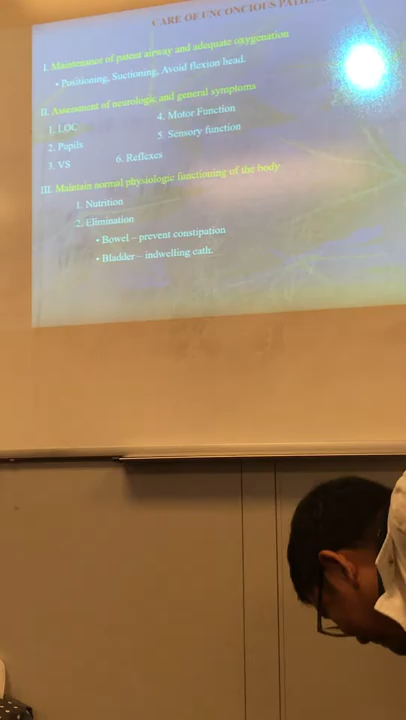 CARE OF UNCONCIOUS
I. Maintenance of patent airway and adequate oxygenation
• Positioning, Suctioning, Avoid flexion head.
II. Assessment of neurologic and general symptoms
1. LOC
4. Motor Function
2. Pupils
5. Sensory function
3. VS
6. Reflexes
III. Maintain normal physiologic functioning of the body
1. Nutrition
2. Elimination
• Bowel – prevent constipation
• Bladder – indwelling cath.